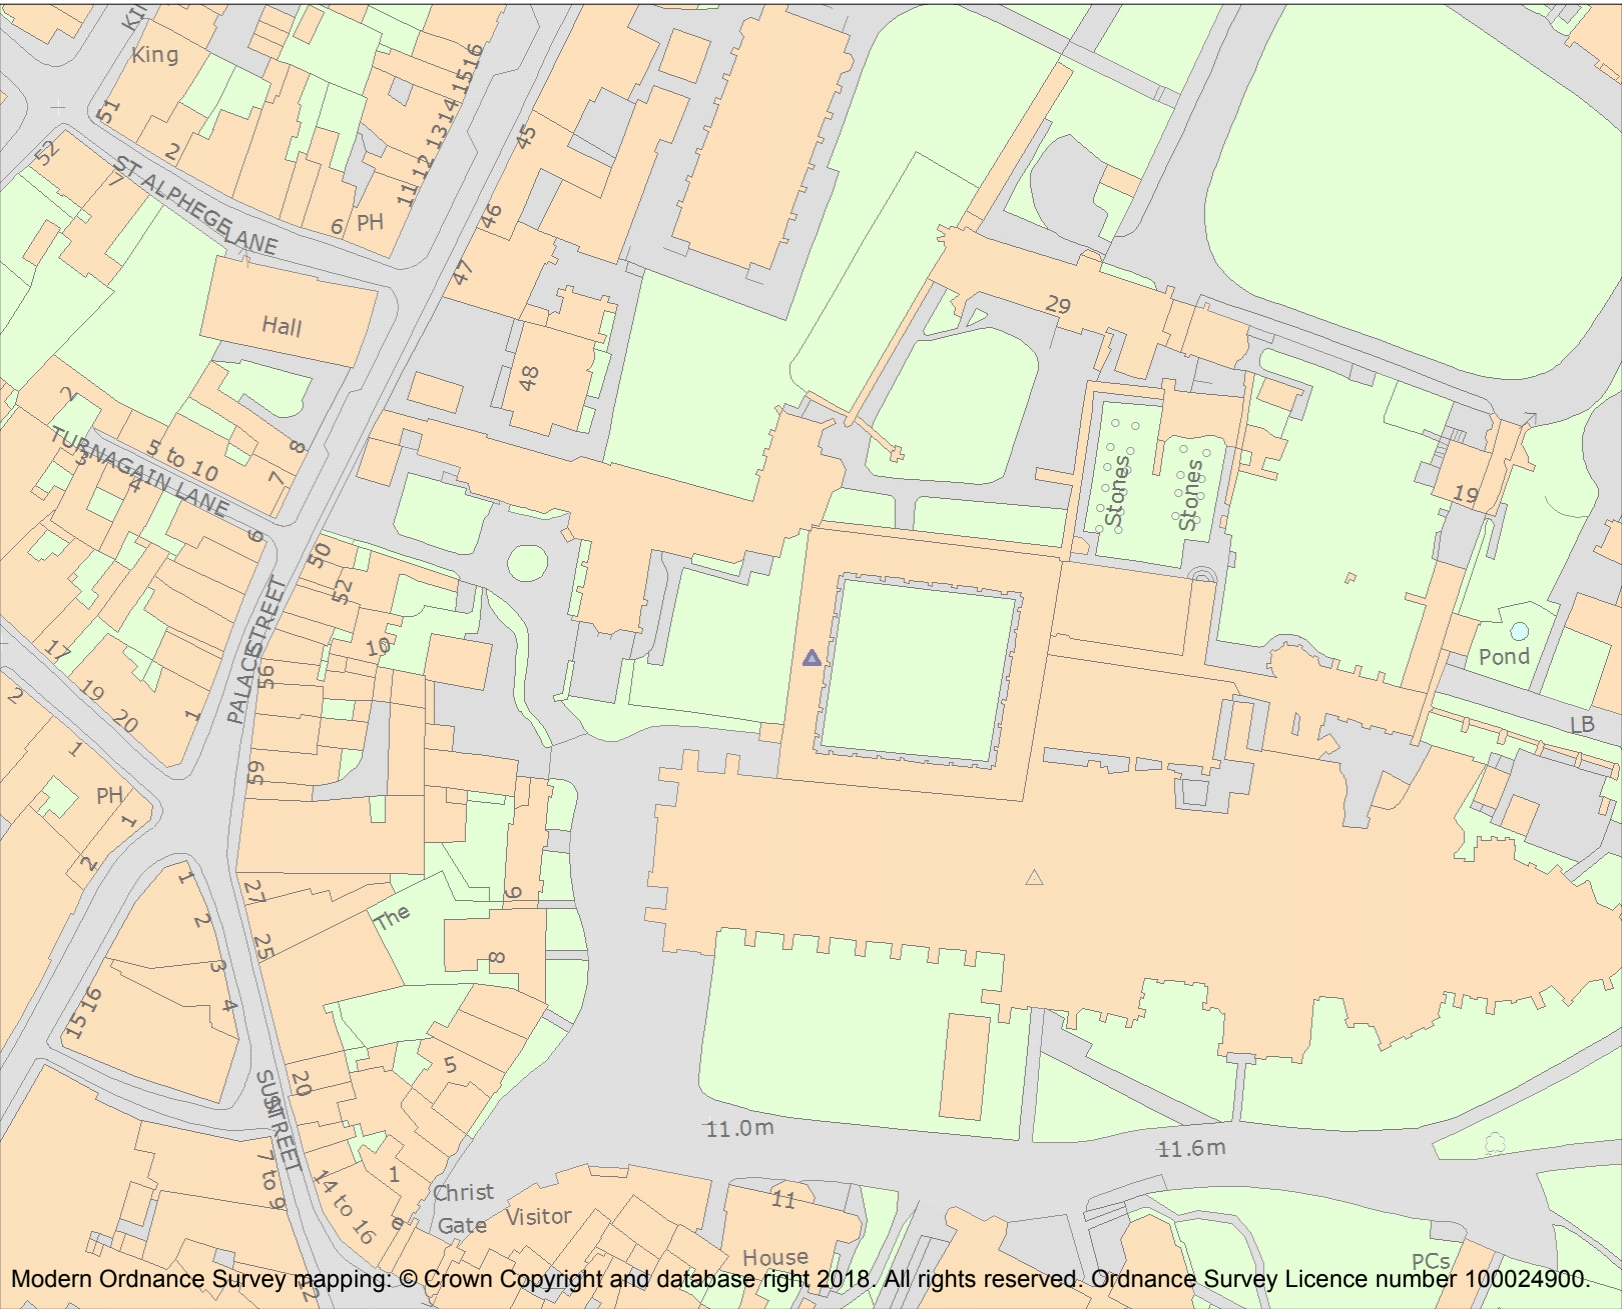 KIN
King
51
2
52
7
ST ALPHEGE
LANE
6
PH
11 12 13 14 15 16
45
46
47
48
Hall
29
2
TURNAGAIN LANE
3
4
5 to 10
7
8
6
Stones
Stones
19
50
52
10
PALACE STREET
56
59
17
19
20
1
2
1
PH
1
2
Pond
LB
1
2
3
4
15 16
27
25
The
9
8
5
SUN STREET
20
7 to 9
14 to 16
1
e
Christ
Gate
Visitor
11
House
11.0m
11.6m
PCs
12
Modern Ordnance Survey mapping: © Crown Copyright and database right 2018. All rights reserved. Ordnance Survey Licence number 100024900.